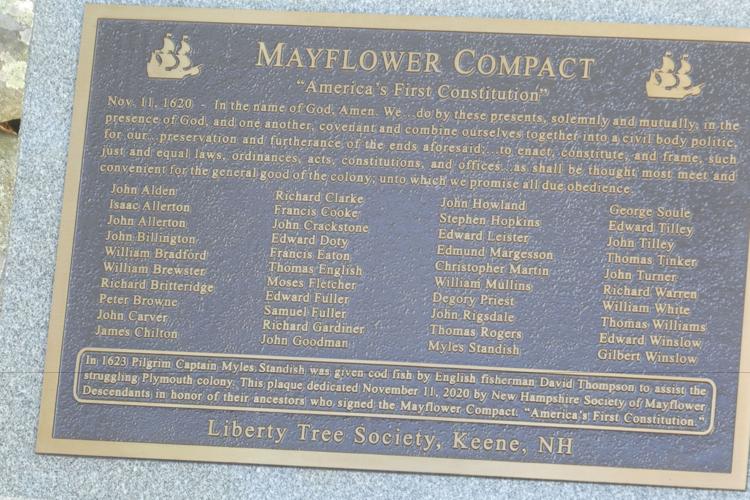 MAYFLOWER COMPACT
"America's First Constitution"
Nov. 11, 1620 - In the name of God, Amen. We...do by these presents, solemnly and mutually, in the
presence of God, and one another, covenant and combine ourselves together into a civil body politic,
for our...preservation and furtherance of the ends aforesaid;...to enact, constitute, and frame, such
just and equal laws, ordinances, acts, constitutions, and offices...as shall be thought most meet and
convenient for the general good of the colony; unto which we promise all due obedience.
John Alden
Isaac Allerton
John Allerton
John Billington
William Bradford
William Brewster
Richard Britteridge
Peter Browne
John Carver
James Chilton
Richard Clarke
Francis Cooke
John Crackstone
Edward Doty
Francis Eaton
Thomas English
Moses Fletcher
Edward Fuller
Samuel Fuller
Richard Gardiner
John Goodman
John Howland
Stephen Hopkins
Edward Leister
Edmund Margesson
Christopher Martin
William Mullins
Degory Priest
John Rigsdale
Thomas Rogers
Myles Standish
George Soule
Edward Tilley
John Tilley
Thomas Tinker
John Turner
Richard Warren
William White
Thomas Williams
Edward Winslow
Gilbert Winslow
In 1623 Pilgrim Captain Myles Standish was given cod fish by English fisherman David Thompson to assist the
struggling Plymouth colony. This plaque dedicated November 11, 2020 by New Hampshire Society of Mayflower
Descendants in honor of their ancestors who signed the Mayflower Compact. "America's First Constitution."
Liberty Tree Society, Keene, NH